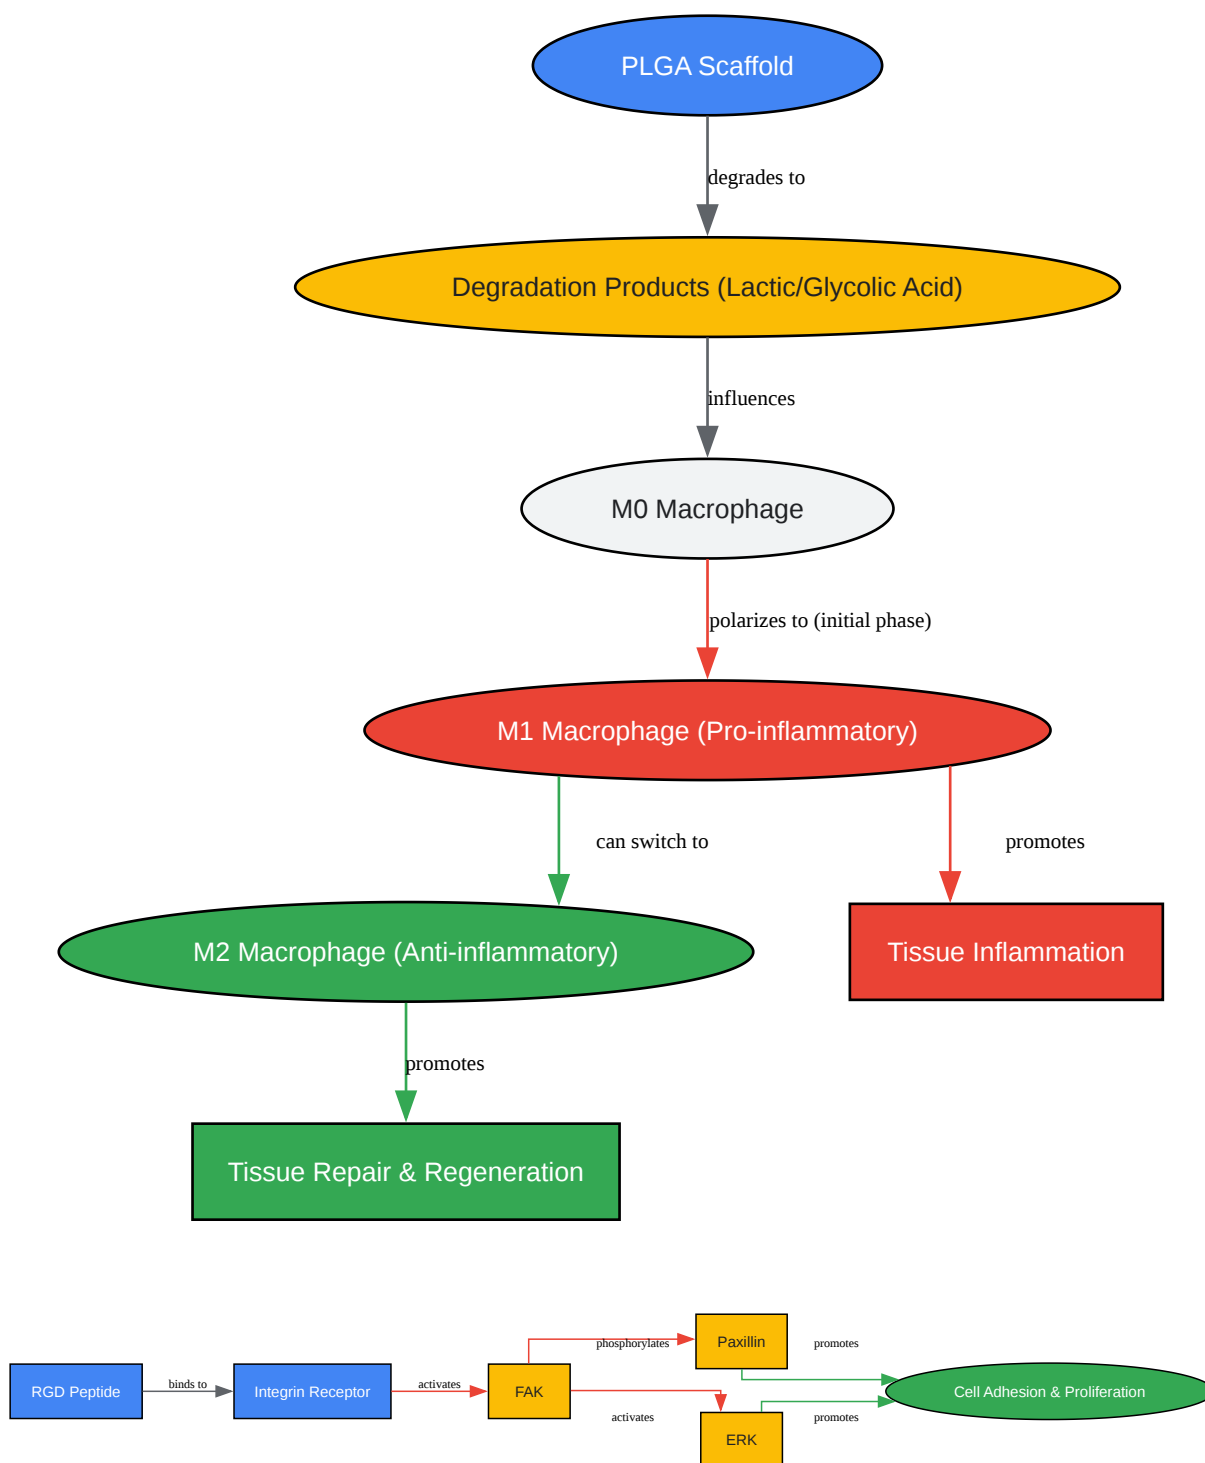 PLGA Scaffold
degrades to
Degradation Products (Lactic/Glycolic Acid)
influences
M0 Macrophage
polarizes to (initial phase)
M1 Macrophage (Pro-inflammatory)
can switch to
promotes
M2 Macrophage (Anti-inflammatory)
Tissue Inflammation
promotes
Tissue Repair & Regeneration
RGD Peptide
binds to
Integrin Receptor
activates
FAK
phosphorylates
Paxillin
promotes
activates
ERK
promotes
Cell Adhesion & Proliferation